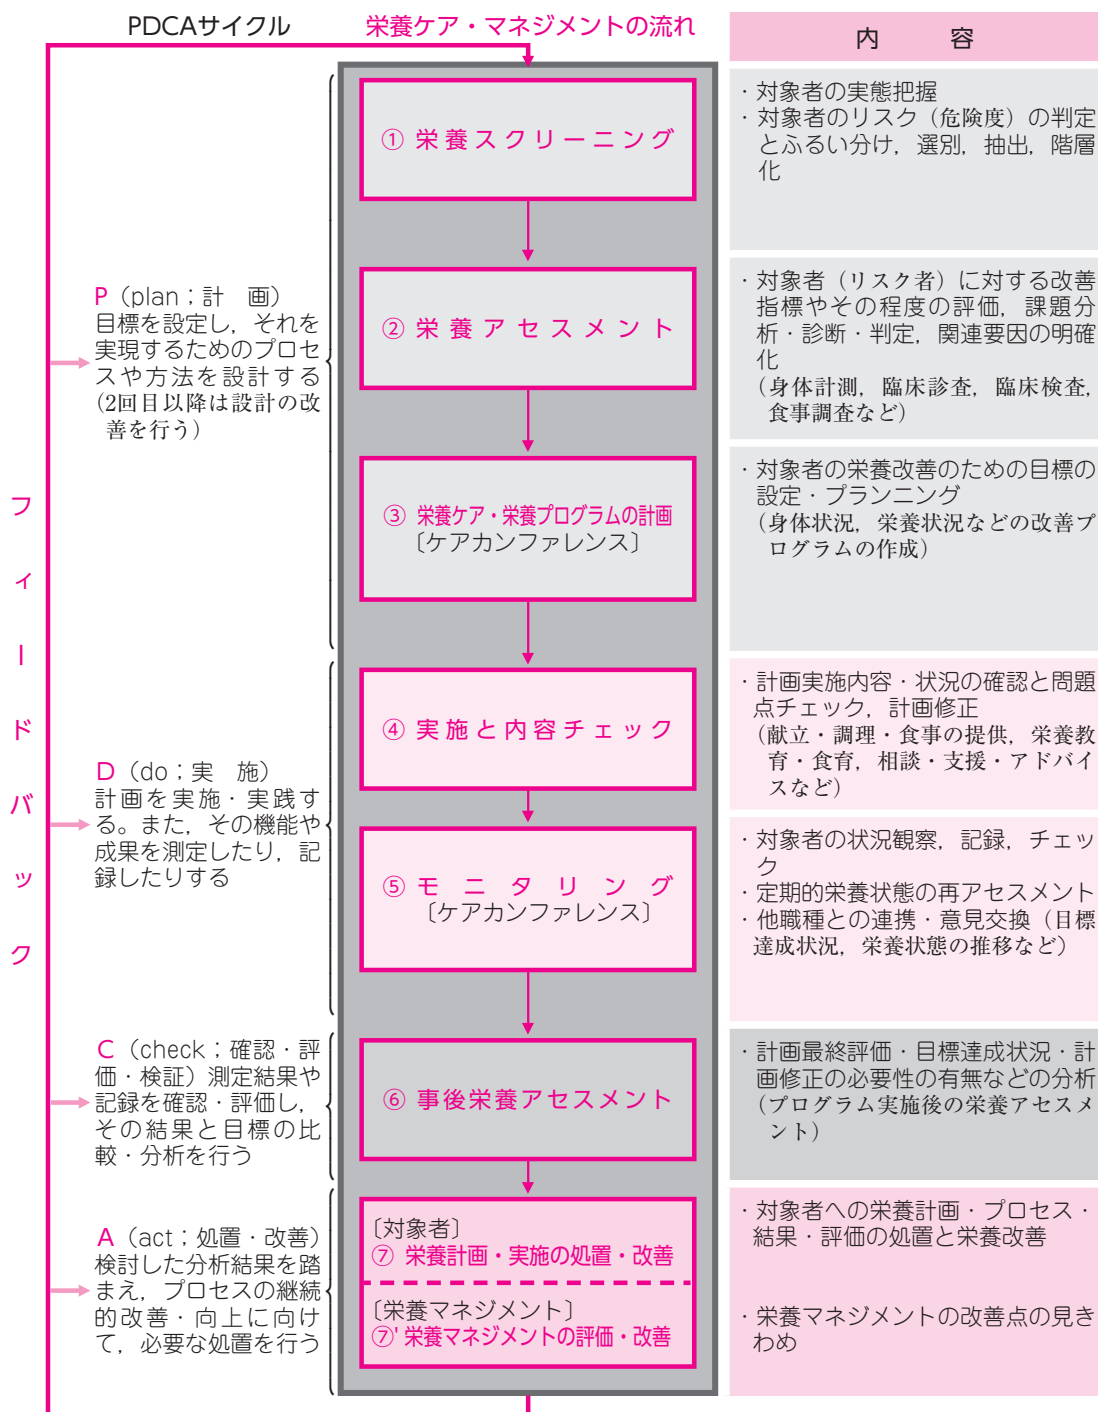 PDCAサイクル
栄養ケア・マネジメントの流れ
内　容
フィードバック
P（plan；計　画）
目標を設定し，それを
実現するためのプロセ
スや方法を設計する
（2回目以降は設計の改
善を行う）
① 栄養スクリーニング
・対象者の実態把握
・対象者のリスク（危険度）の判定
とふるい分け，選別，抽出，階層
化
② 栄養アセスメント
・対象者（リスク者）に対する改善
指標やその程度の評価，課題分
析・診断・判定，関連要因の明確
化
（身体計測，臨床診査，臨床検査，
食事調査など）
③ 栄養ケア・栄養プログラムの計画
〔ケアカンファレンス〕
・対象者の栄養改善のための目標の
設定・プランニング
（身体状況，栄養状況などの改善プ
ログラムの作成）
D（do；実　施）
計画を実施・実践す
る。また，その機能や
成果を測定したり，記
録したりする
④ 実施と内容チェック
・計画実施内容・状況の確認と問題
点チェック，計画修正
（献立・調理・食事の提供，栄養教
育・食育，相談・支援・アドバイ
スなど）
⑤ モニタリング
〔ケアカンファレンス〕
・対象者の状況観察，記録，チェッ
ク
・定期的栄養状態の再アセスメント
・他職種との連携・意見交換（目標
達成状況，栄養状態の推移など）
C（check；確認・評
価・検証）測定結果や
記録を確認・評価し，
その結果と目標の比
較・分析を行う
⑥ 事後栄養アセスメント
・計画最終評価・目標達成状況・計
画修正の必要性の有無などの分析
（プログラム実施後の栄養アセスメ
ント）
A（act；処置・改善）
検討した分析結果を踏
まえ，プロセスの継続
的改善・向上に向け
て，必要な処置を行う
〔対象者〕
⑦ 栄養計画・実施の処置・改善
〔栄養マネジメント〕
⑦' 栄養マネジメントの評価・改善
・対象者への栄養計画・プロセス・
結果・評価の処置と栄養改善
・栄養マネジメントの改善点の見き
わめ